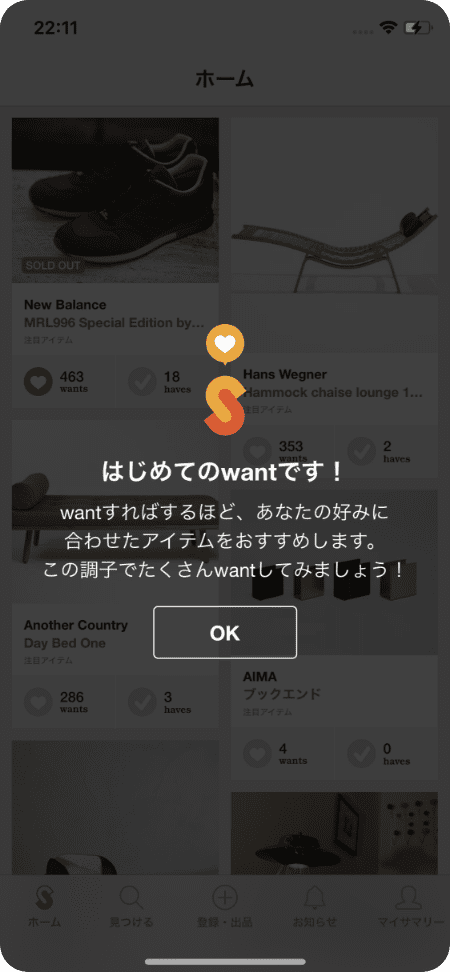 22:11
ホーム
SOLD OUT
New Balance
MRL996 Special Edition by…
注目アイテム
463
wants
18
haves
Hans Wegner
Hammock chaise lounge 1…
注目アイテム
353
wants
2
haves
はじめてのwantです！
wantすればするほど、あなたの好みに
合わせたアイテムをおすすめします。
この調子でたくさんwantしてみましょう！
OK
Another Country
Day Bed One
注目アイテム
286
wants
3
haves
AIMA
ブックエンド
注目アイテム
4
wants
0
haves
ホーム
見つける
登録・出品
お知らせ
マイサマリー